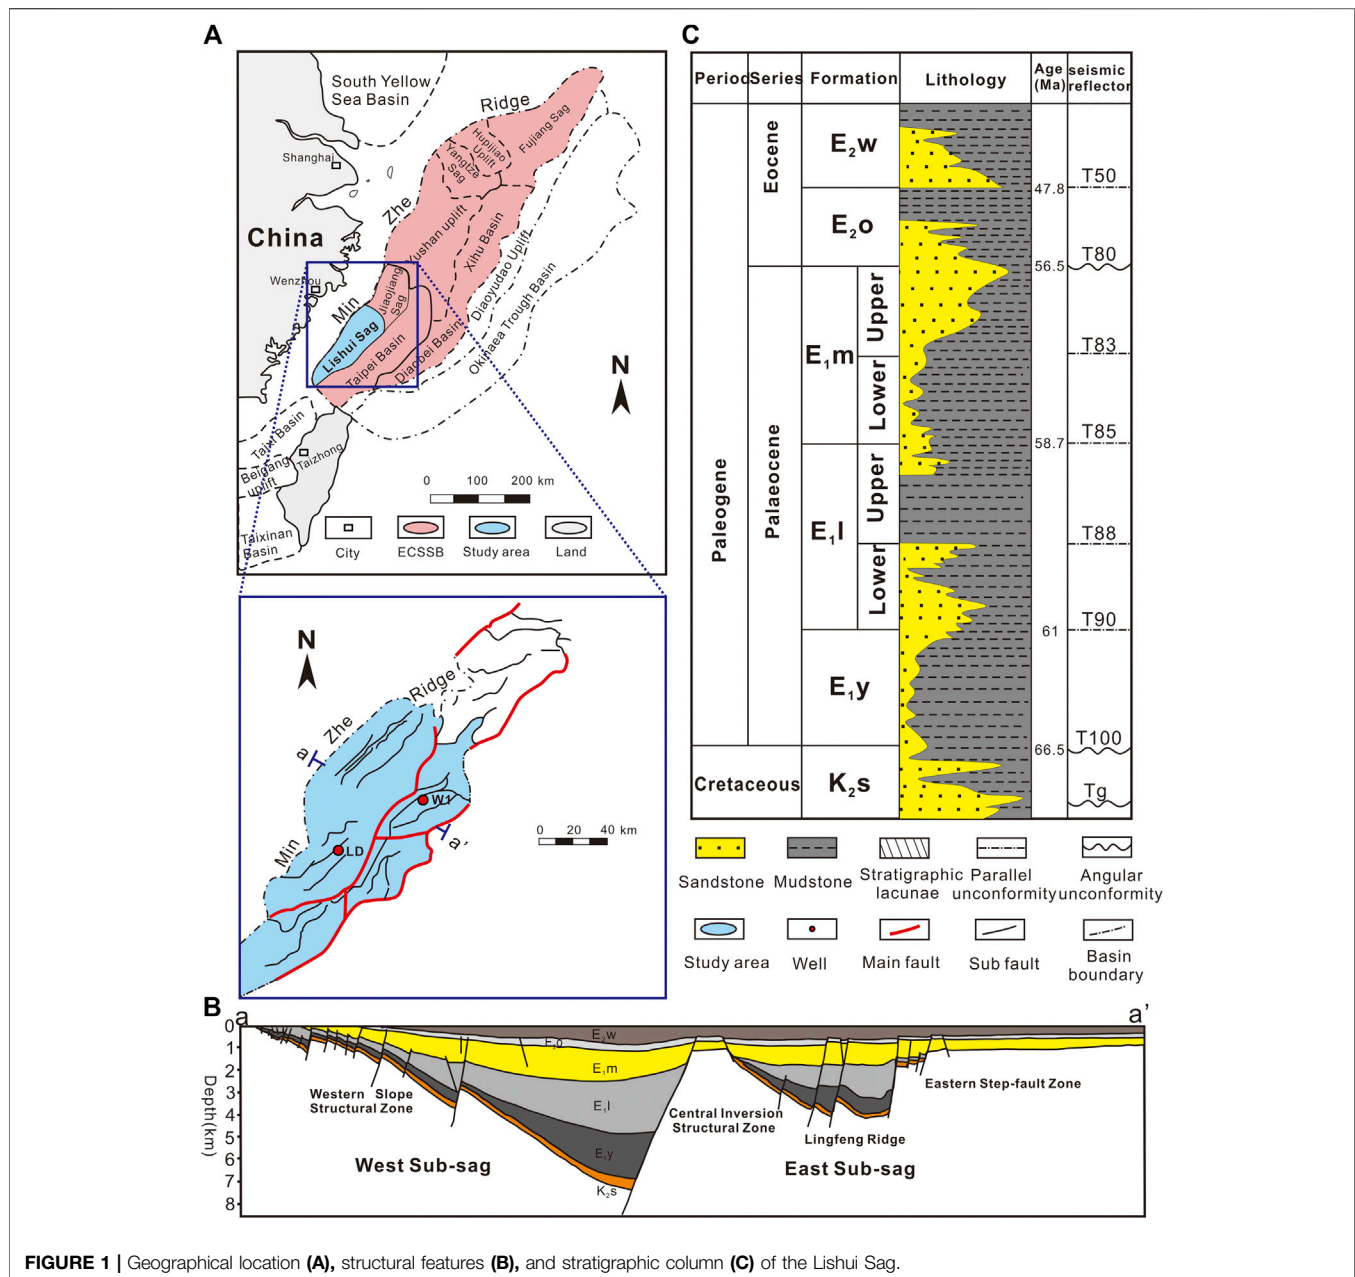 A
South Yellow
Sea Basin
Ridge
Hupijiao
Uplift
Fujiang Sag
Yangtze
Sag
Shanghai
Zhe
China
Yushan uplift
Xihu Basin
Diaoyudao Uplift
Okinaea Trough Basin
Wenzhou
Min
Jiaojiang
Sag
Lishui Sag
Taipei Basin
Diaobei Basin
N
Taixi Basin
Taizhong
Beigang
uplift
Taixinan
Basin
0 100 200 km
City
ECSSB
Study area
Land
N
Ridge
Zhe
a
W1
a'
Min
LD
0 20 40 km
C
Period
Series
Formation
Lithology
Age
(Ma)
seismic
reflector
Paleogene
Cretaceous
Eocene
Palaeocene
E2w
E2o
E1m
Upper
Lower
E1l
Upper
Lower
E1y
K2s
47.8
56.5
58.7
61
66.5
T50
T80
T83
T85
T88
T90
T100
Tg
Sandstone
Mudstone
Stratigraphic
lacunae
Parallel
unconformity
Angular
unconformity
Study area
Well
Main fault
Sub fault
Basin
boundary
B
a
a'
0
1
2
3
4
5
6
7
8
Depth(km)
E2w
E2o
E1m
E1l
E1y
K2s
Western Slope
Structural Zone
West Sub-sag
Central Inversion
Structural Zone
Lingfeng Ridge
East Sub-sag
Eastern Step-fault Zone
FIGURE 1 | Geographical location (A), structural features (B), and stratigraphic column (C) of the Lishui Sag.